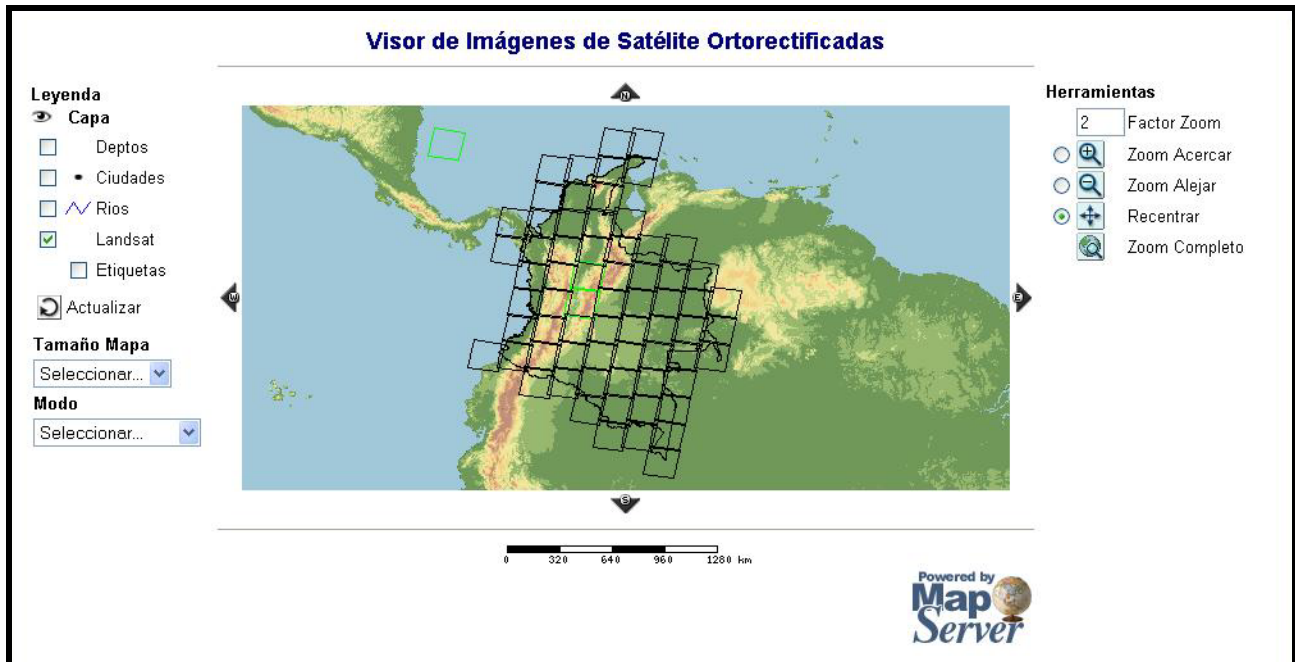 Visor de Imágenes de Satélite Ortorectificadas
Leyenda
Capa
Deptos
Ciudades
Rios
Landsat
Etiquetas
Actualizar
Tamaño Mapa
Seleccionar...
Modo
Seleccionar...
N
W
E
S
Herramientas
2 Factor Zoom
Zoom Acercar
Zoom Alejar
Recentrar
Zoom Completo
0 320 640 960 1280 km
Powered by
Map
Server